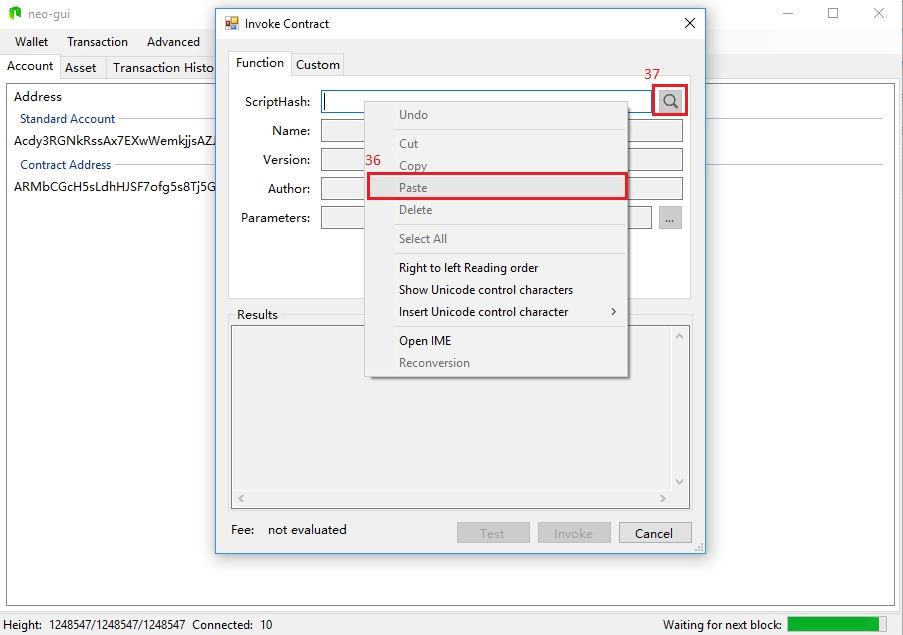 neo-gui
Wallet Transaction Advanced
Account Asset Transaction Histo
Address
Standard Account
Acdy3RGNkRssAx7EXwWemkjjsAZJ
Contract Address
ARMbCGcH5sLdhHJSF7ofg5s8Tj5G
Invoke Contract
Function Custom
37
ScriptHash:
Name:
Version:
Author:
Parameters:
...
36
Undo
Cut
Copy
Paste
Delete
Select All
Right to left Reading order
Show Unicode control characters
Insert Unicode control character
Open IME
Reconversion
Results
Fee: not evaluated
Test Invoke Cancel
Height: 1248547/1248547/1248547 Connected: 10
Waiting for next block: